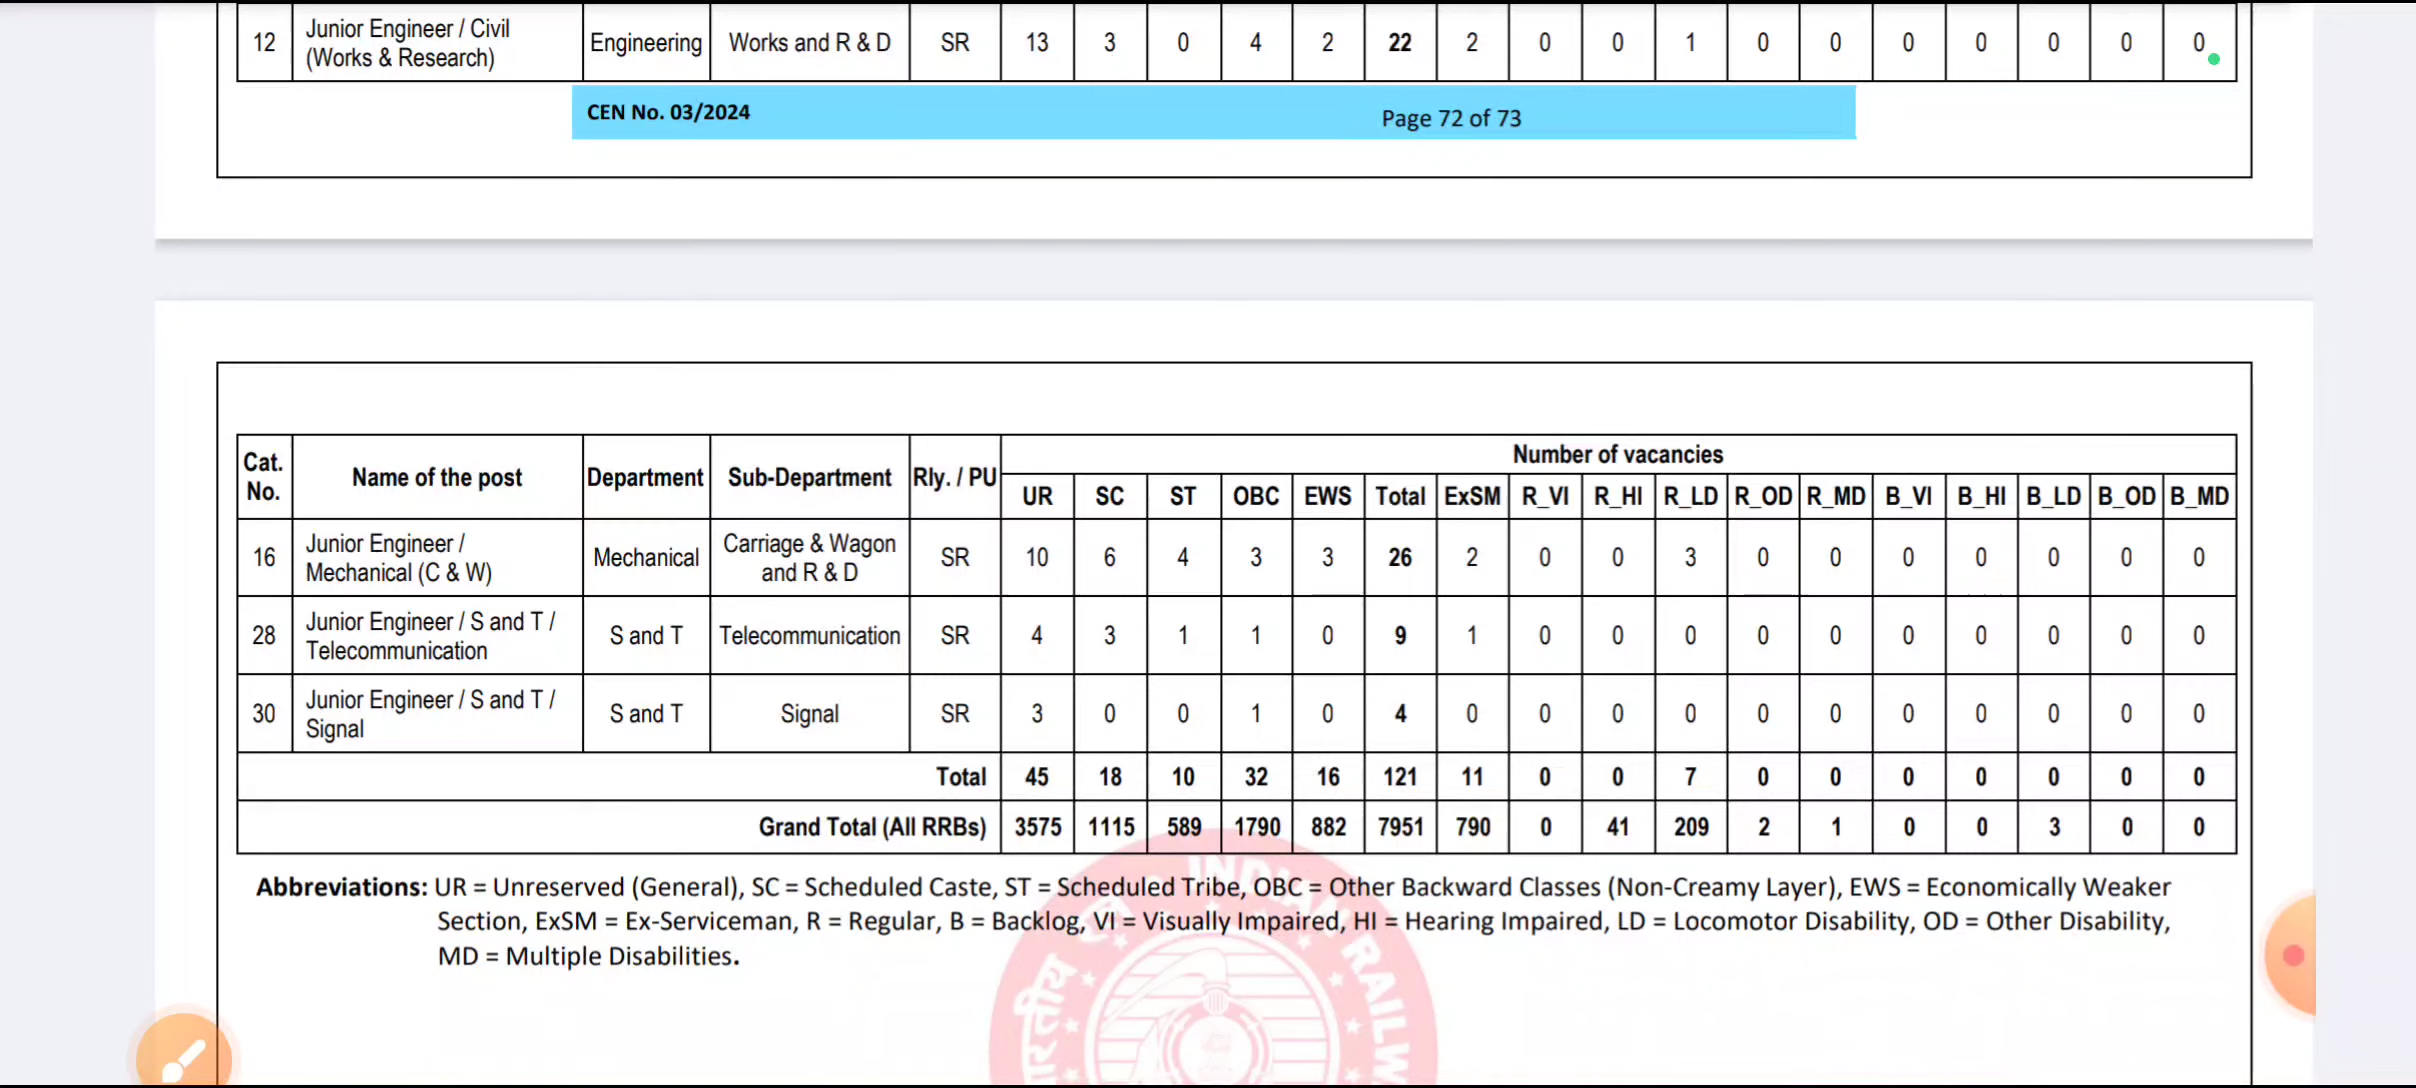 12 Junior Engineer / Civil (Works & Research) Engineering Works and R & D SR 13 3 0 4 2 22 2 0 0 1 0 0 0 0 0 0 0
CEN No. 03/2024 Page 72 of 73
Cat. No. Name of the post Department Sub-Department Rly. / PU Number of vacancies
UR SC ST OBC EWS Total ExSM R_VI R_HI R_LD R_OD R_MD B_VI B_HI B_LD B_OD B_MD
16 Junior Engineer / Mechanical (C & W) Mechanical Carriage & Wagon and R & D SR 10 6 4 3 3 26 2 0 0 3 0 0 0 0 0 0 0
28 Junior Engineer / S and T / Telecommunication S and T Telecommunication SR 4 3 1 1 0 9 1 0 0 0 0 0 0 0 0 0 0
30 Junior Engineer / S and T / Signal S and T Signal SR 3 0 0 1 0 4 0 0 0 0 0 0 0 0 0 0 0
Total 45 18 10 32 16 121 11 0 0 7 0 0 0 0 0 0 0
Grand Total (All RRBs) 3575 1115 589 1790 882 7951 790 0 41 209 2 1 0 0 3 0 0
Abbreviations: UR = Unreserved (General), SC = Scheduled Caste, ST = Scheduled Tribe, OBC = Other Backward Classes (Non-Creamy Layer), EWS = Economically Weaker
Section, ExSM = Ex-Serviceman, R = Regular, B = Backlog, VI = Visually Impaired, HI = Hearing Impaired, LD = Locomotor Disability, OD = Other Disability,
MD = Multiple Disabilities.
INDIAN RAILW